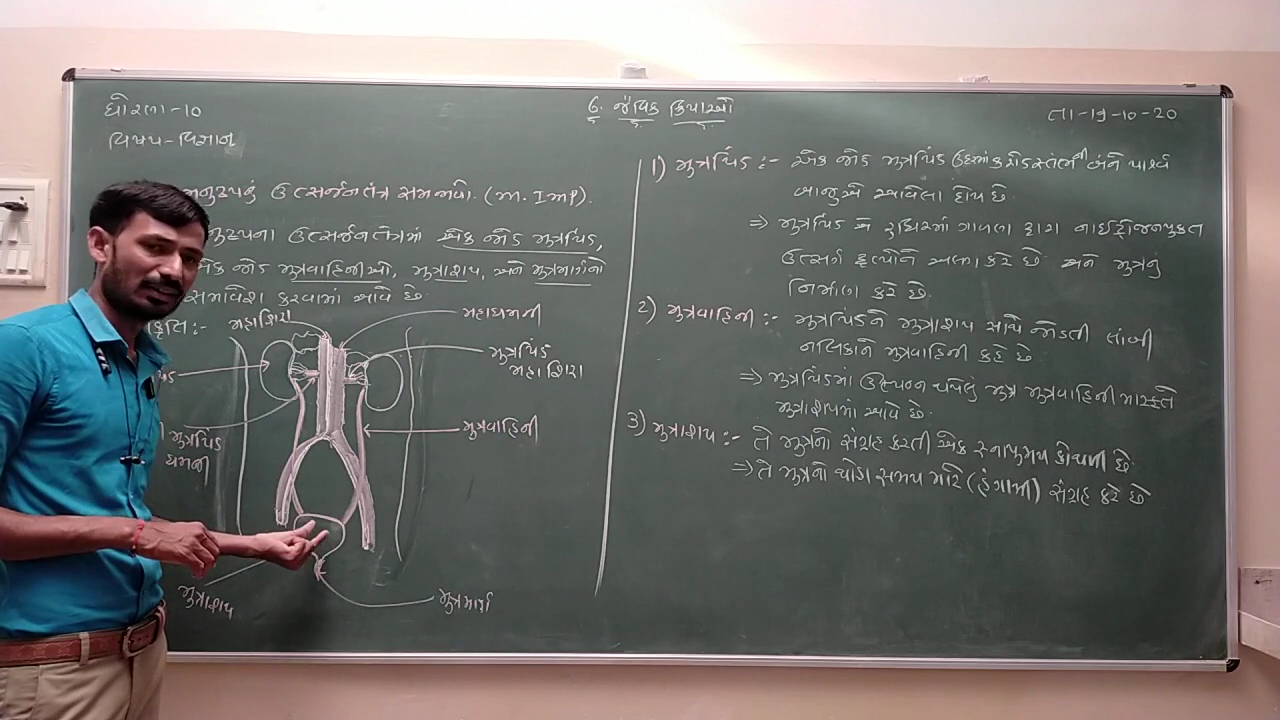 ધોરણ-10
વિષય-વિજ્ઞાન
6. જૈવિક ક્રિયાઓ
તા-19-10-20
મનુષ્યનું ઉત્સર્જનતંત્ર સમજાવો. (M. IMP).
ઉત્સર્જનતંત્રમાં એક જોડ મૂત્રપિંડ,
એક જોડ મૂત્રવાહિનીઓ, મૂત્રાશય, અને મૂત્રમાર્ગનો
સમાવેશ કરવામાં આવે છે.
મહાશિરા
મહાધમની
મૂત્રપિંડ
મહાશિરા
મૂત્રપિંડ
ધમની
મૂત્રવાહિની
મૂત્રાશય
મૂત્રમાર્ગ
1) મૂત્રપિંડ :- એક જોડ મૂત્રપિંડ ઉદરમાં કરોડસ્તંભની બંને પાર્શ્વ
બાજુએ આવેલા હોય છે.
⇒ મૂત્રપિંડ એ રુધિરમાં ગાળણ દ્વારા નાઈટ્રોજનયુક્ત
ઉત્સર્ગ દ્રવ્યોને અલગ કરે છે અને મૂત્રનું
નિર્માણ કરે છે.
2) મૂત્રવાહિની :- મૂત્રપિંડને મૂત્રાશય સાથે જોડતી લાંબી
નલિકાને મૂત્રવાહિની કહે છે
⇒ મૂત્રપિંડમાં ઉત્પન્ન થયેલું મૂત્ર મૂત્રવાહિની મારફતે
મૂત્રાશયમાં આવે છે.
3) મૂત્રાશય :- તે મૂત્રનો સંગ્રહ કરતી એક સ્નાયુમય કોથળી છે
⇒ તે મૂત્રનો થોડા સમય માટે (હંગામી) સંગ્રહ કરે છે